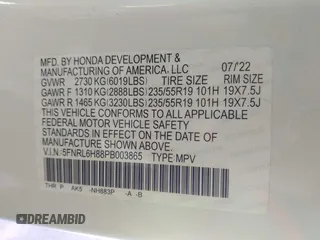 MFD. BY HONDA DEVELOPMENT &
MANUFACTURING OF AMERICA, LLC 07/'22
GVWR 2730 KG(6019LBS) TIRE SIZE RIM SIZE
GAWR F 1310 KG(2888LBS) 235/55R19 101H 19X7.5J
GAWR R 1465 KG(3230LBS) 235/55R19 101H 19X7.5J
THIS VEHICLE CONFORMS TO ALL APPLICABLE
FEDERAL MOTOR VEHICLE SAFETY
STANDARDS IN EFFECT ON THE DATE OF
MANUFACTURE SHOWN ABOVE.
V.I.N. 5FNRL6H88PB003865 TYPE MPV
THR P AK5 -NH883P -A -B
DREAMBID